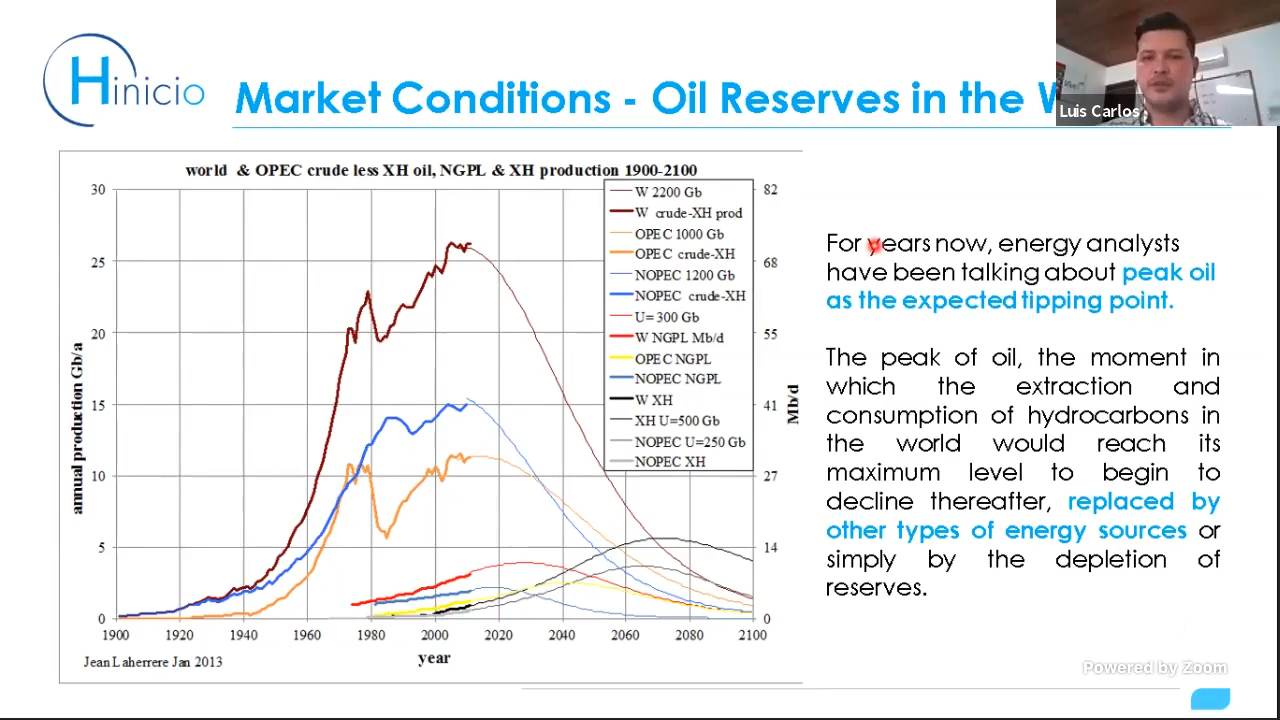 Hinicio
Market Conditions - Oil Reserves in the W
Luis Carlos
world & OPEC crude less XH oil, NGPL & XH production 1900-2100
30
25
20
15
10
5
0
annual production Gb/a
82
68
55
41
27
14
0
Mb/d
W 2200 Gb
W crude-XH prod
OPEC 1000 Gb
OPEC crude-XH
NOPEC 1200 Gb
NOPEC crude-XH
U= 300 Gb
W NGPL Mb/d
OPEC NGPL
NOPEC NGPL
W XH
XH U=500 Gb
NOPEC U=250 Gb
NOPEC XH
1900 1920 1940 1960 1980 2000 2020 2040 2060 2080 2100
year
Jean Laherrere Jan 2013
For years now, energy analysts
have been talking about peak oil
as the expected tipping point.
The peak of oil, the moment in
which the extraction and
consumption of hydrocarbons in
the world would reach its
maximum level to begin to
decline thereafter, replaced by
other types of energy sources or
simply by the depletion of
reserves.
Powered by Zoom